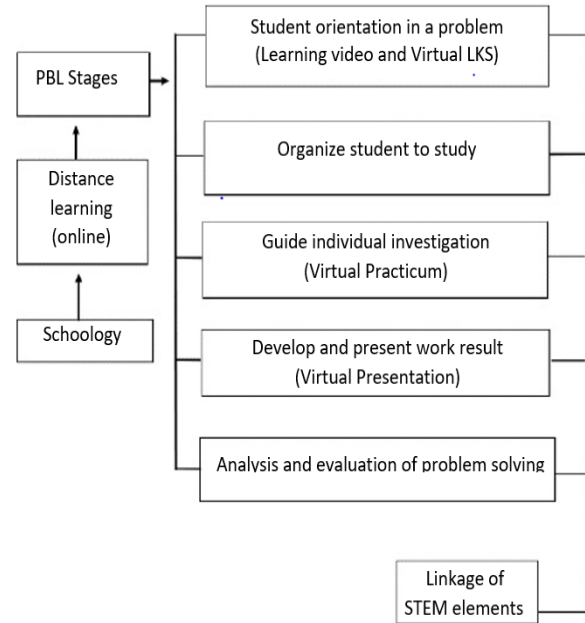 Student orientation in a problem
(Learning video and Virtual LKS)
PBL Stages
Organize student to study
Distance
learning
(online)
Guide individual investigation
(Virtual Practicum)
Schoology
Develop and present work result
(Virtual Presentation)
Analysis and evaluation of problem solving
Linkage of
STEM elements